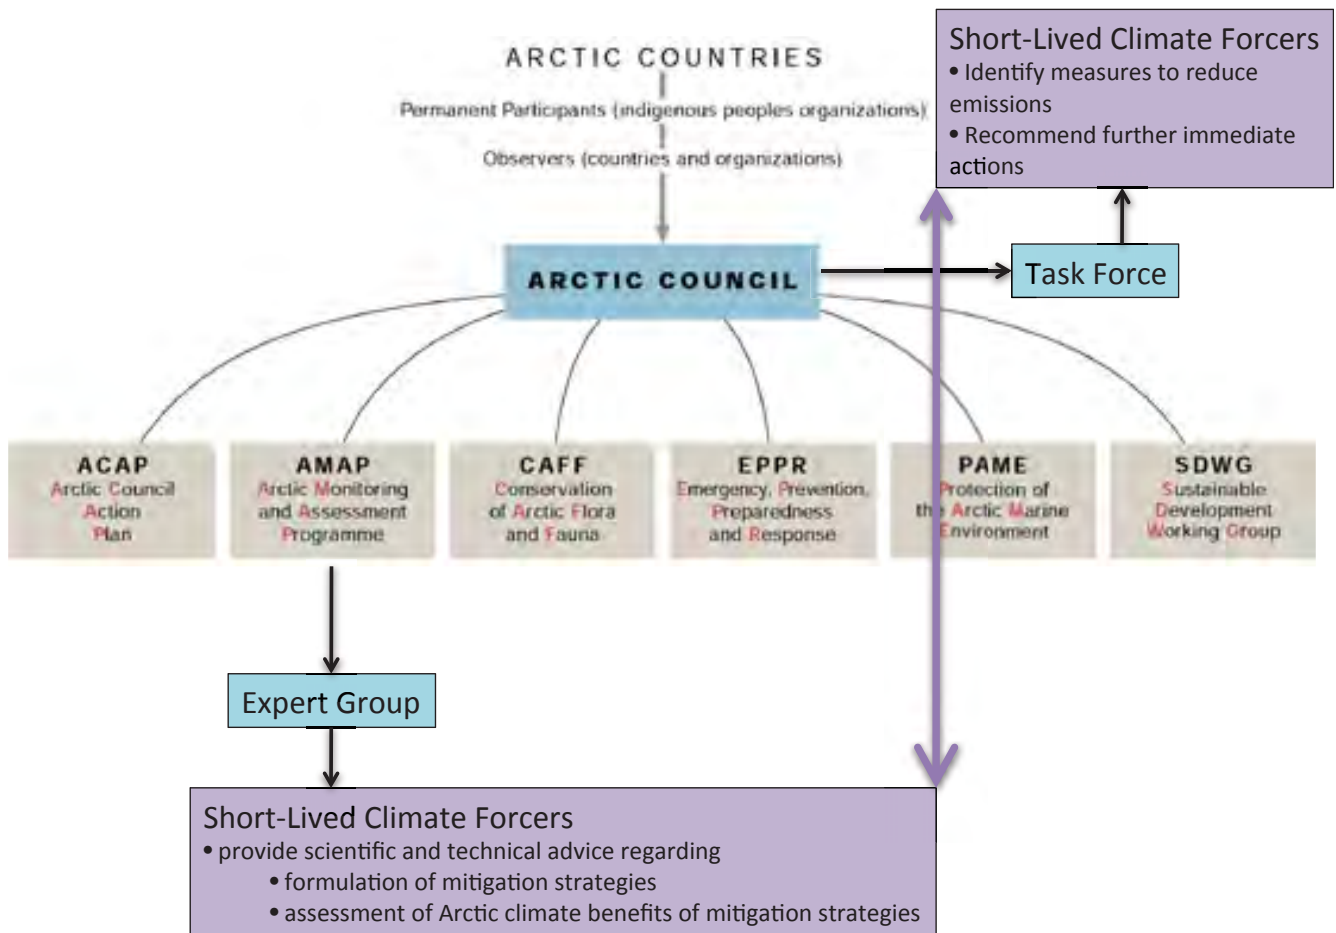 ARCTIC COUNTRIES
Permanent Participants (indigenous peoples organizations)
Observers (countries and organizations)
Short-Lived Climate Forcers
• Identify measures to reduce
emissions
• Recommend further immediate
actions
ARCTIC COUNCIL
Task Force
ACAP
Arctic Council
Action
Plan
AMAP
Arctic Monitoring
and Assessment
Programme
CAFF
Conservation
of Arctic Flora
and Fauna
EPPR
Emergency, Prevention,
Preparedness
and Response
PAME
Protection of
the Arctic Marine
Environment
SDWG
Sustainable
Development
Working Group
Expert Group
Short-Lived Climate Forcers
• provide scientific and technical advice regarding
• formulation of mitigation strategies
• assessment of Arctic climate benefits of mitigation strategies